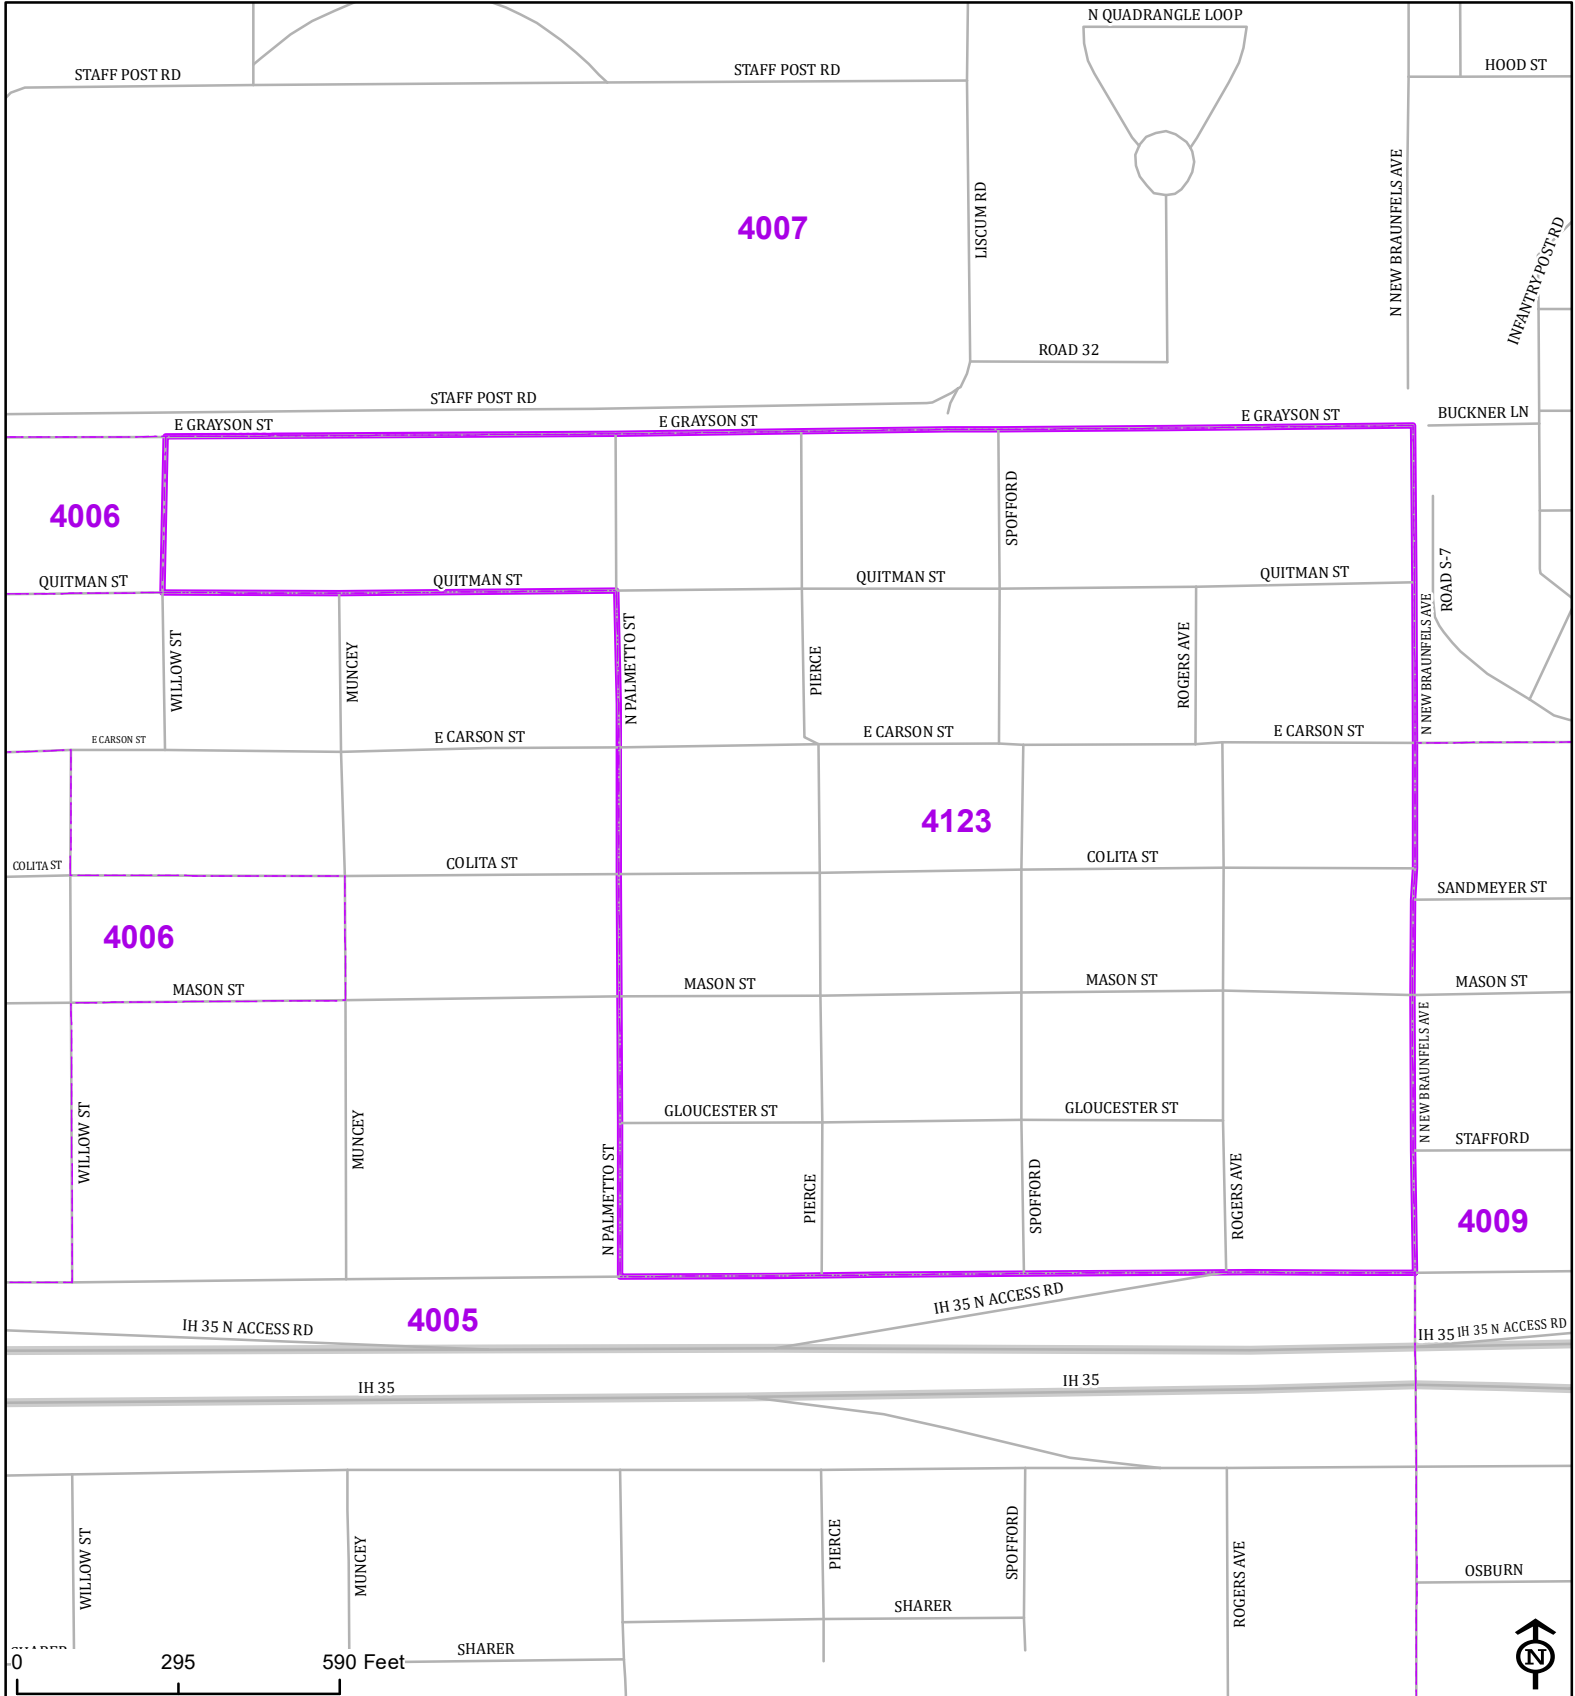 N QUADRANGLE LOOP
STAFF POST RD
STAFF POST RD
HOOD ST
LISCUM RD
N NEW BRAUNFELS AVE
4007
INFANTRY POST RD
ROAD 32
STAFF POST RD
E GRAYSON ST
E GRAYSON ST
E GRAYSON ST
BUCKNER LN
4006
SPOFFORD
QUITMAN ST
QUITMAN ST
QUITMAN ST
QUITMAN ST
ROAD S-7
WILLOW ST
MUNCEY
N PALMETTO ST
PIERCE
ROGERS AVE
N NEW BRAUNFELS AVE
E CARSON ST
E CARSON ST
E CARSON ST
E CARSON ST
4123
COLITA ST
COLITA ST
COLITA ST
SANDMEYER ST
4006
MASON ST
MASON ST
MASON ST
MASON ST
N NEW BRAUNFELS AVE
WILLOW ST
MUNCEY
GLOUCESTER ST
GLOUCESTER ST
STAFFORD
N PALMETTO ST
PIERCE
SPOFFORD
ROGERS AVE
4009
IH 35 N ACCESS RD
4005
IH 35 N ACCESS RD
IH 35
IH 35 N ACCESS RD
IH 35
IH 35
WILLOW ST
MUNCEY
PIERCE
SPOFFORD
ROGERS AVE
OSBURN
SHARER
SHARER
SHARER
0 295 590 Feet
N